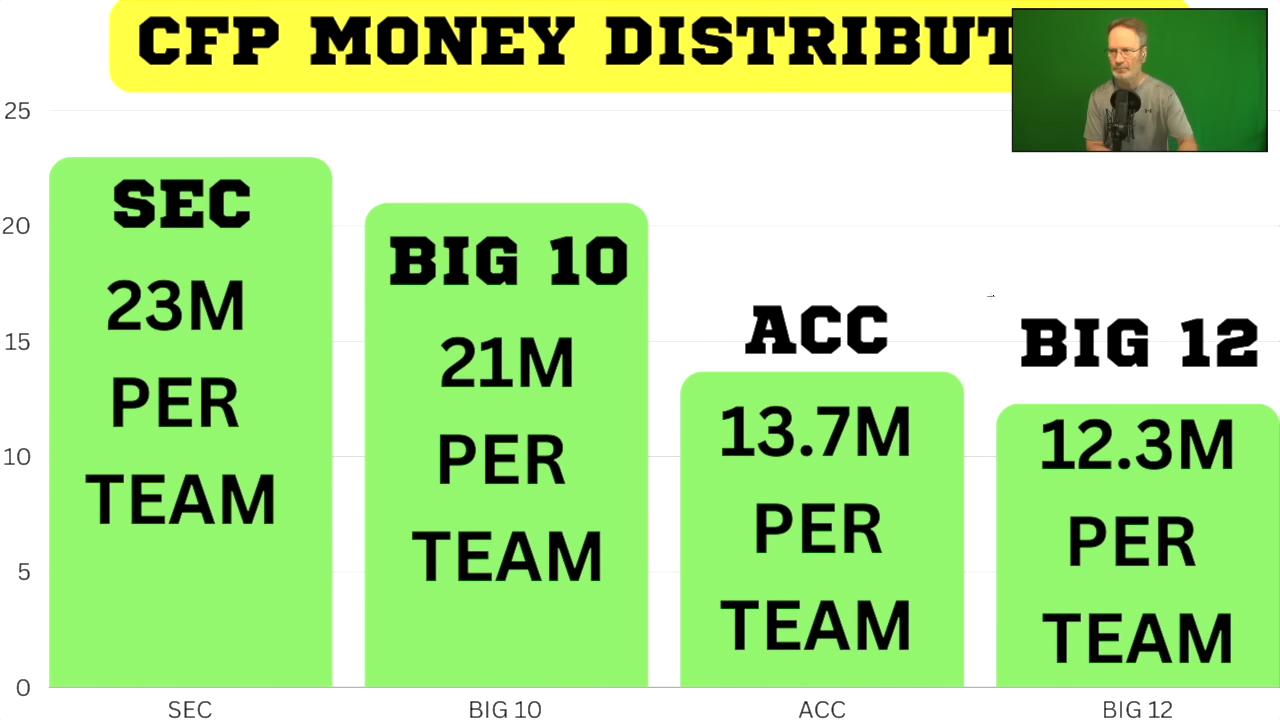 CFP MONEY DISTRIBUT
25
20
15
10
5
0
SEC
23M
PER
TEAM
BIG 10
21M
PER
TEAM
ACC
13.7M
PER
TEAM
BIG 12
12.3M
PER
TEAM
SEC
BIG 10
ACC
BIG 12